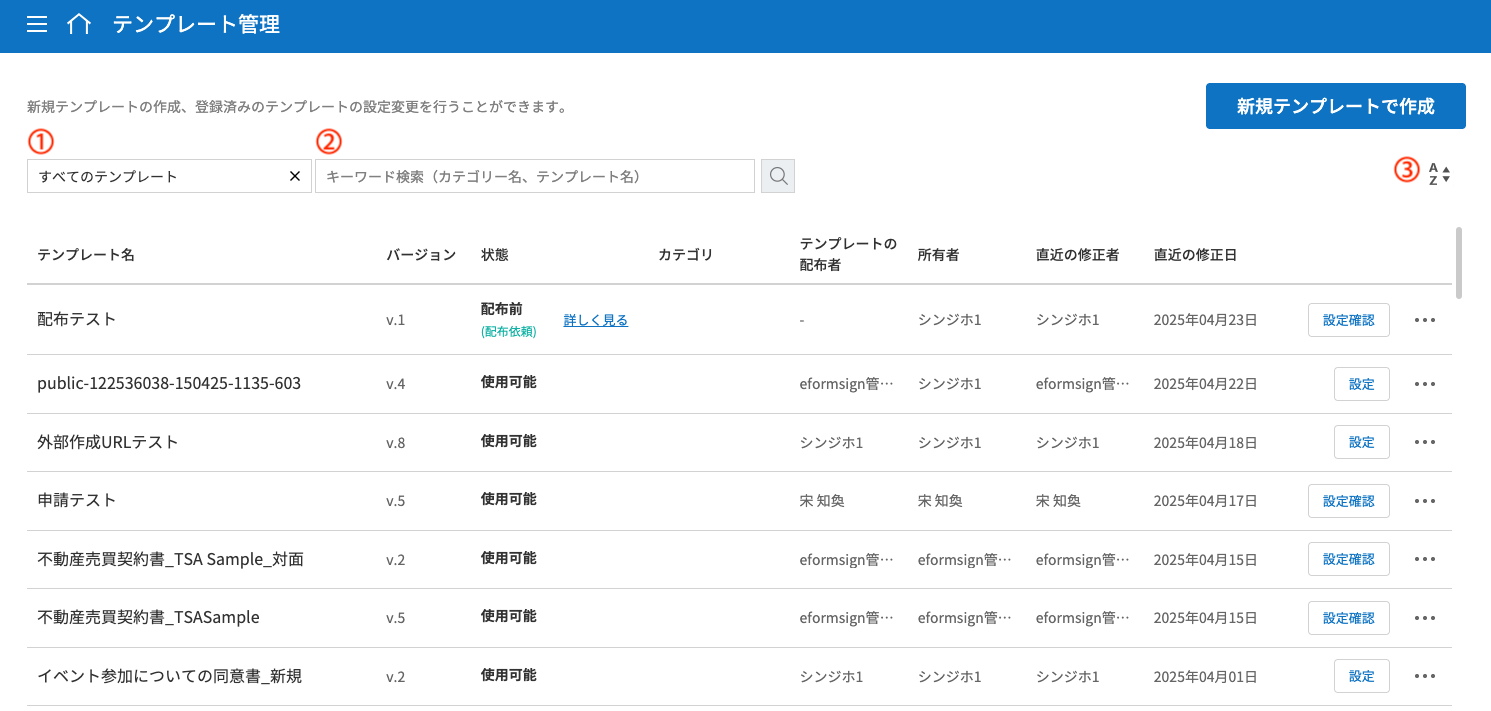 テンプレート管理
新規テンプレートの作成、登録済みのテンプレートの設定変更を行うことができます。
新規テンプレートで作成
① ②
すべてのテンプレート × キーワード検索（カテゴリー名、テンプレート名）
③ A Z
テンプレート名 バージョン 状態 カテゴリ テンプレートの配布者 所有者 直近の修正者 直近の修正日
配布テスト v.1 配布前 (配布依頼) 詳しく見る - シンジホ1 シンジホ1 2025年04月23日 設定確認 •••
public-122536038-150425-1135-603 v.4 使用可能 eformsign管… シンジホ1 eformsign管… 2025年04月22日 設定 •••
外部作成URLテスト v.8 使用可能 シンジホ1 シンジホ1 シンジホ1 2025年04月18日 設定 •••
申請テスト v.5 使用可能 宋 知奐 宋 知奐 宋 知奐 2025年04月17日 設定確認 •••
不動産売買契約書_TSA Sample_対面 v.2 使用可能 eformsign管… eformsign管… eformsign管… 2025年04月15日 設定確認 •••
不動産売買契約書_TSASample v.5 使用可能 eformsign管… eformsign管… eformsign管… 2025年04月15日 設定確認 •••
イベント参加についての同意書_新規 v.2 使用可能 シンジホ1 シンジホ1 シンジホ1 2025年04月01日 設定 •••